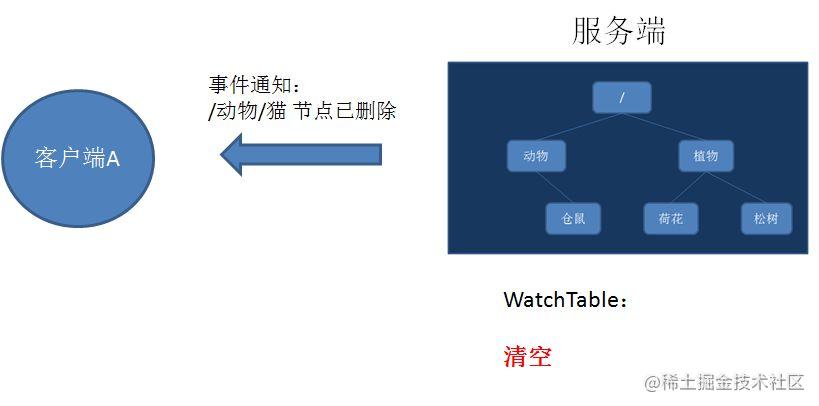 服务端
事件通知：
/动物/猫 节点已删除
客户端A
/
动物
植物
仓鼠
荷花
松树
WatchTable：
清空
@稀土掘金技术社区